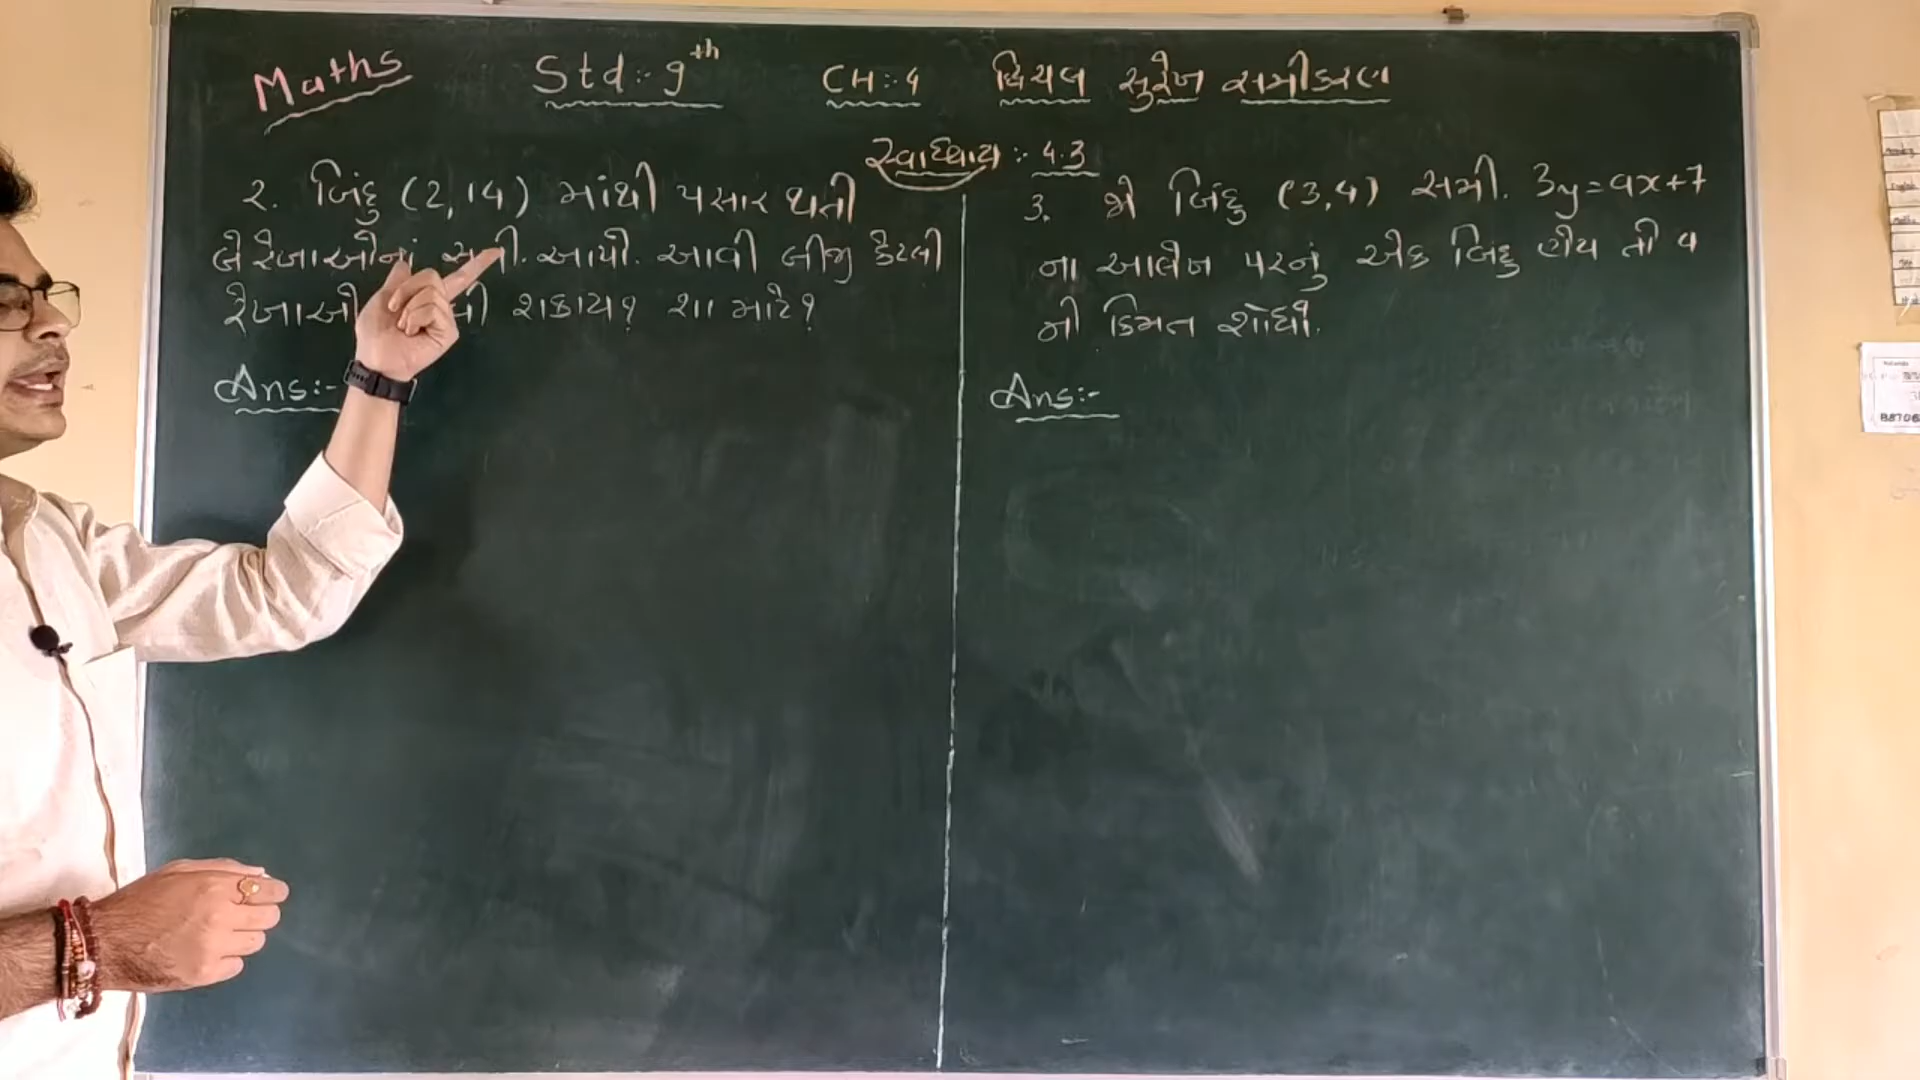 Maths Std:-9th CH:-4 દ્વિચલ સુરેખ સમીકરણ
સ્વાધ્યાય :- 4.3
2. બિંદુ (2,14) માંથી પસાર થતી
બે રેખાઓનાં સમી. આપો. આવી બીજી કેટલી
રેખાઓ શકાય? શા માટે?
Ans:-
3. જો બિંદુ (3,4) સમી. 3y=ax+7
ના આલેખ પરનું એક બિંદુ હોય તો a
ની કિંમત શોધો.
Ans:-